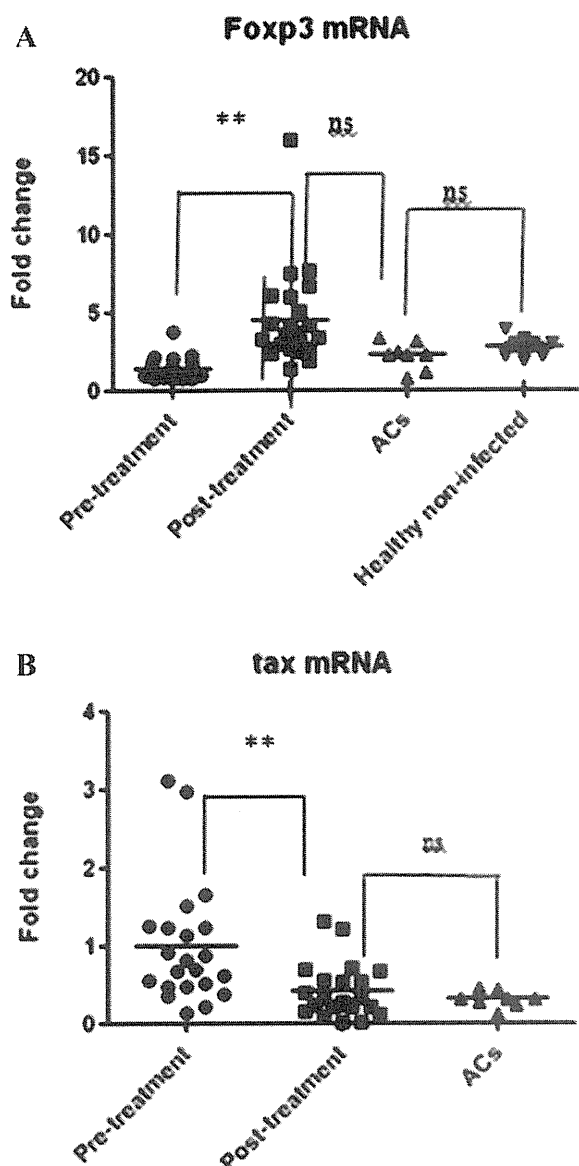 A
Foxp3 mRNA
Fold change
20
15
10
5
0
**
ns
ns
Pre-treatment
Post-treatment
ACs
Healthy non-infected
B
tax mRNA
Fold change
4
3
2
1
0
**
ns
Pre-treatment
Post-treatment
ACs